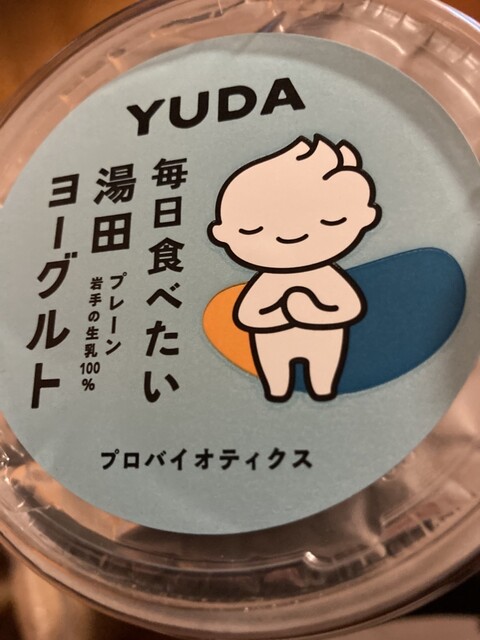 YUDA
毎日食べたい
湯田
ヨーグルト
プレーン
岩手の生乳100%
プロバイオティクス